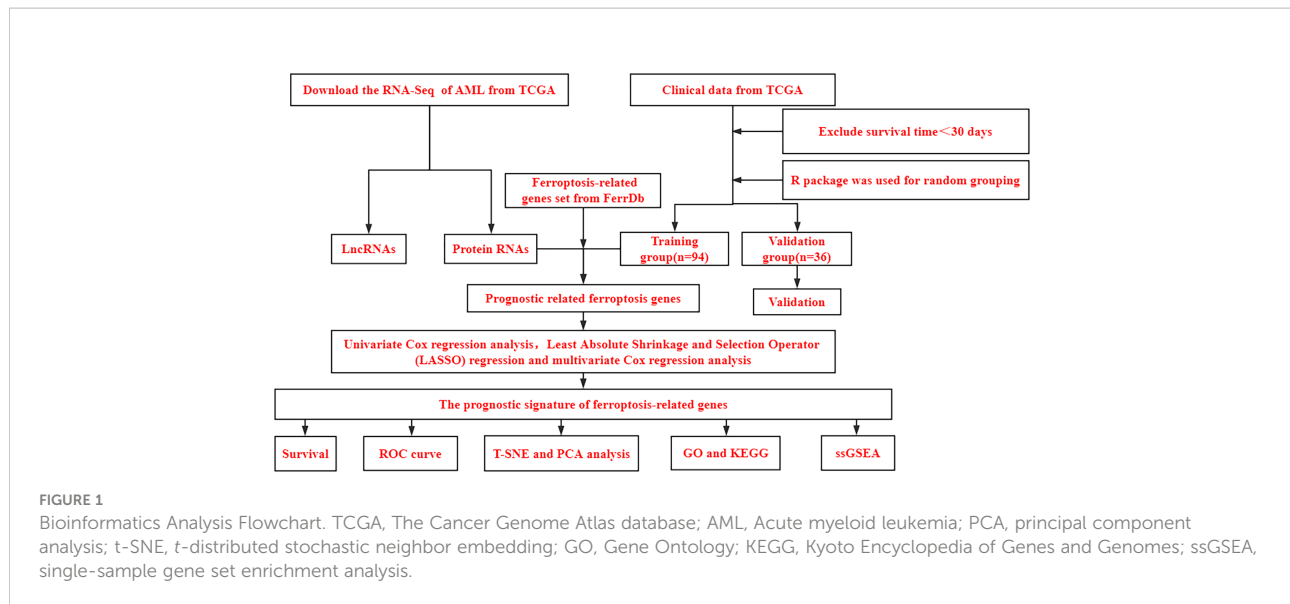 Download the RNA-Seq of AML from TCGA
Clinical data from TCGA
Exclude survival time＜30 days
R package was used for random grouping
Ferroptosis-related
genes set from FerrDb
LncRNAs
Protein RNAs
Training
group(n=94)
Validation
group(n=36)
Prognostic related ferroptosis genes
Validation
Univariate Cox regression analysis，Least Absolute Shrinkage and Selection Operator
(LASSO) regression and multivariate Cox regression analysis
The prognostic signature of ferroptosis-related genes
Survival
ROC curve
T-SNE and PCA analysis
GO and KEGG
ssGSEA
FIGURE 1
Bioinformatics Analysis Flowchart. TCGA, The Cancer Genome Atlas database; AML, Acute myeloid leukemia; PCA, principal component
analysis; t-SNE, t-distributed stochastic neighbor embedding; GO, Gene Ontology; KEGG, Kyoto Encyclopedia of Genes and Genomes; ssGSEA,
single-sample gene set enrichment analysis.